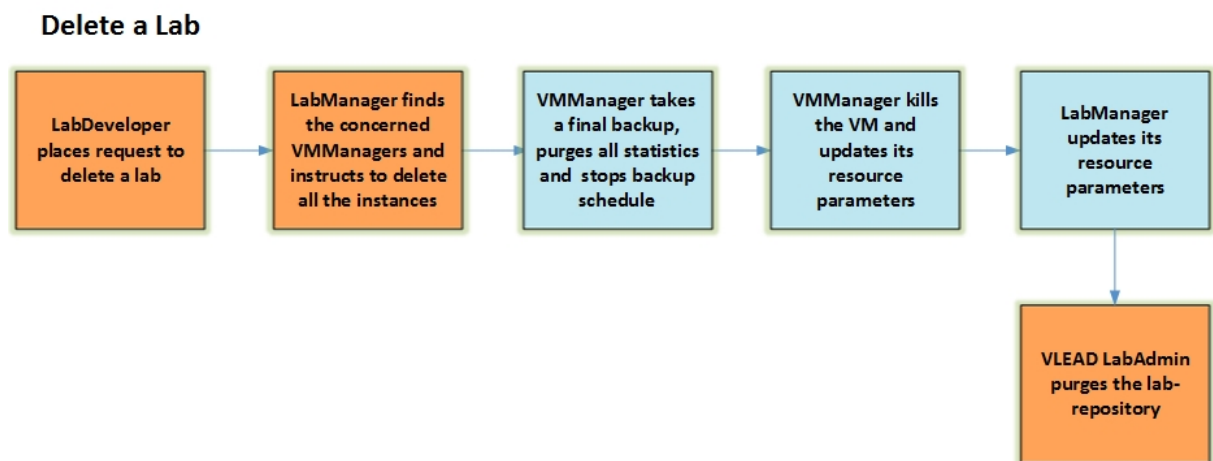 Delete a Lab
LabDeveloper
places request to
delete a lab
LabManager finds
the concerned
VMManagers and
instructs to delete
all the instances
VMManager takes
a final backup,
purges all statistics
and stops backup
schedule
VMManager kills
the VM and
updates its
resource
parameters
LabManager
updates its
resource
parameters
VLEAD LabAdmin
purges the lab-
repository